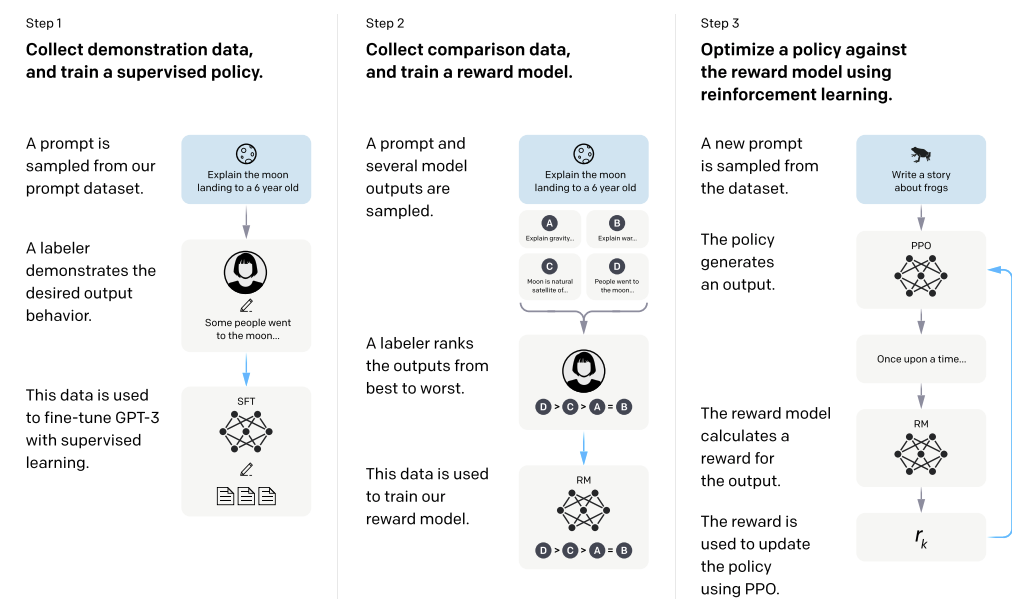 Step 1
Collect demonstration data,
and train a supervised policy.
A prompt is
sampled from our
prompt dataset.
Explain the moon
landing to a 6 year old
A labeler
demonstrates the
desired output
behavior.
Some people went
to the moon...
This data is used
to fine-tune GPT-3
with supervised
learning.
SFT
Step 2
Collect comparison data,
and train a reward model.
A prompt and
several model
outputs are
sampled.
Explain the moon
landing to a 6 year old
A
Explain gravity...
B
Explain war...
C
Moon is natural
satellite of...
D
People went to
the moon...
A labeler ranks
the outputs from
best to worst.
D > C > A = B
This data is used
to train our
reward model.
RM
D > C > A = B
Step 3
Optimize a policy against
the reward model using
reinforcement learning.
A new prompt
is sampled from
the dataset.
Write a story
about frogs
The policy
generates
an output.
PPO
Once upon a time...
The reward model
calculates a
reward for
the output.
RM
The reward is
used to update
the policy
using PPO.
rₖ